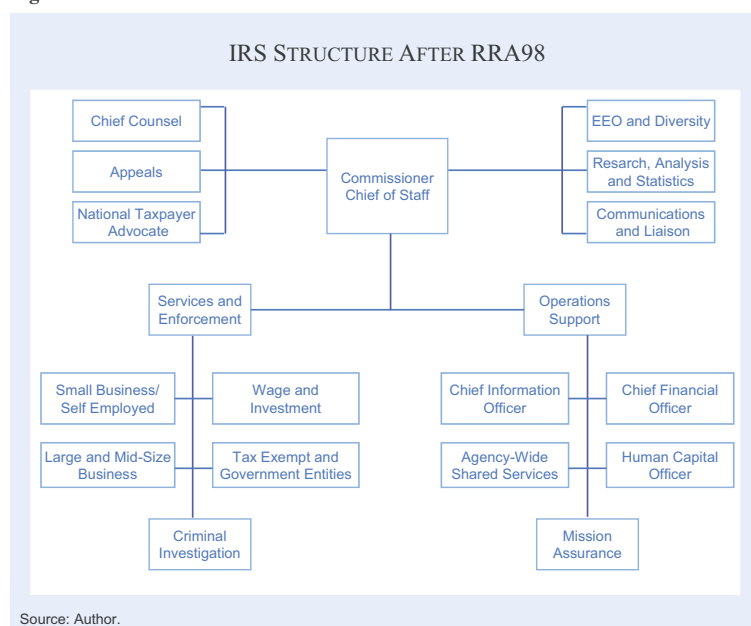 IRS STRUCTURE AFTER RRA98
Chief Counsel
Appeals
National Taxpayer
Advocate
Commissioner
Chief of Staff
EEO and Diversity
Resarch, Analysis
and Statistics
Communications
and Liaison
Services and
Enforcement
Operations
Support
Small Business/
Self Employed
Wage and
Investment
Large and Mid-Size
Business
Tax Exempt and
Government Entities
Criminal
Investigation
Chief Information
Officer
Chief Financial
Officer
Agency-Wide
Shared Services
Human Capital
Officer
Mission
Assurance
Source: Author.